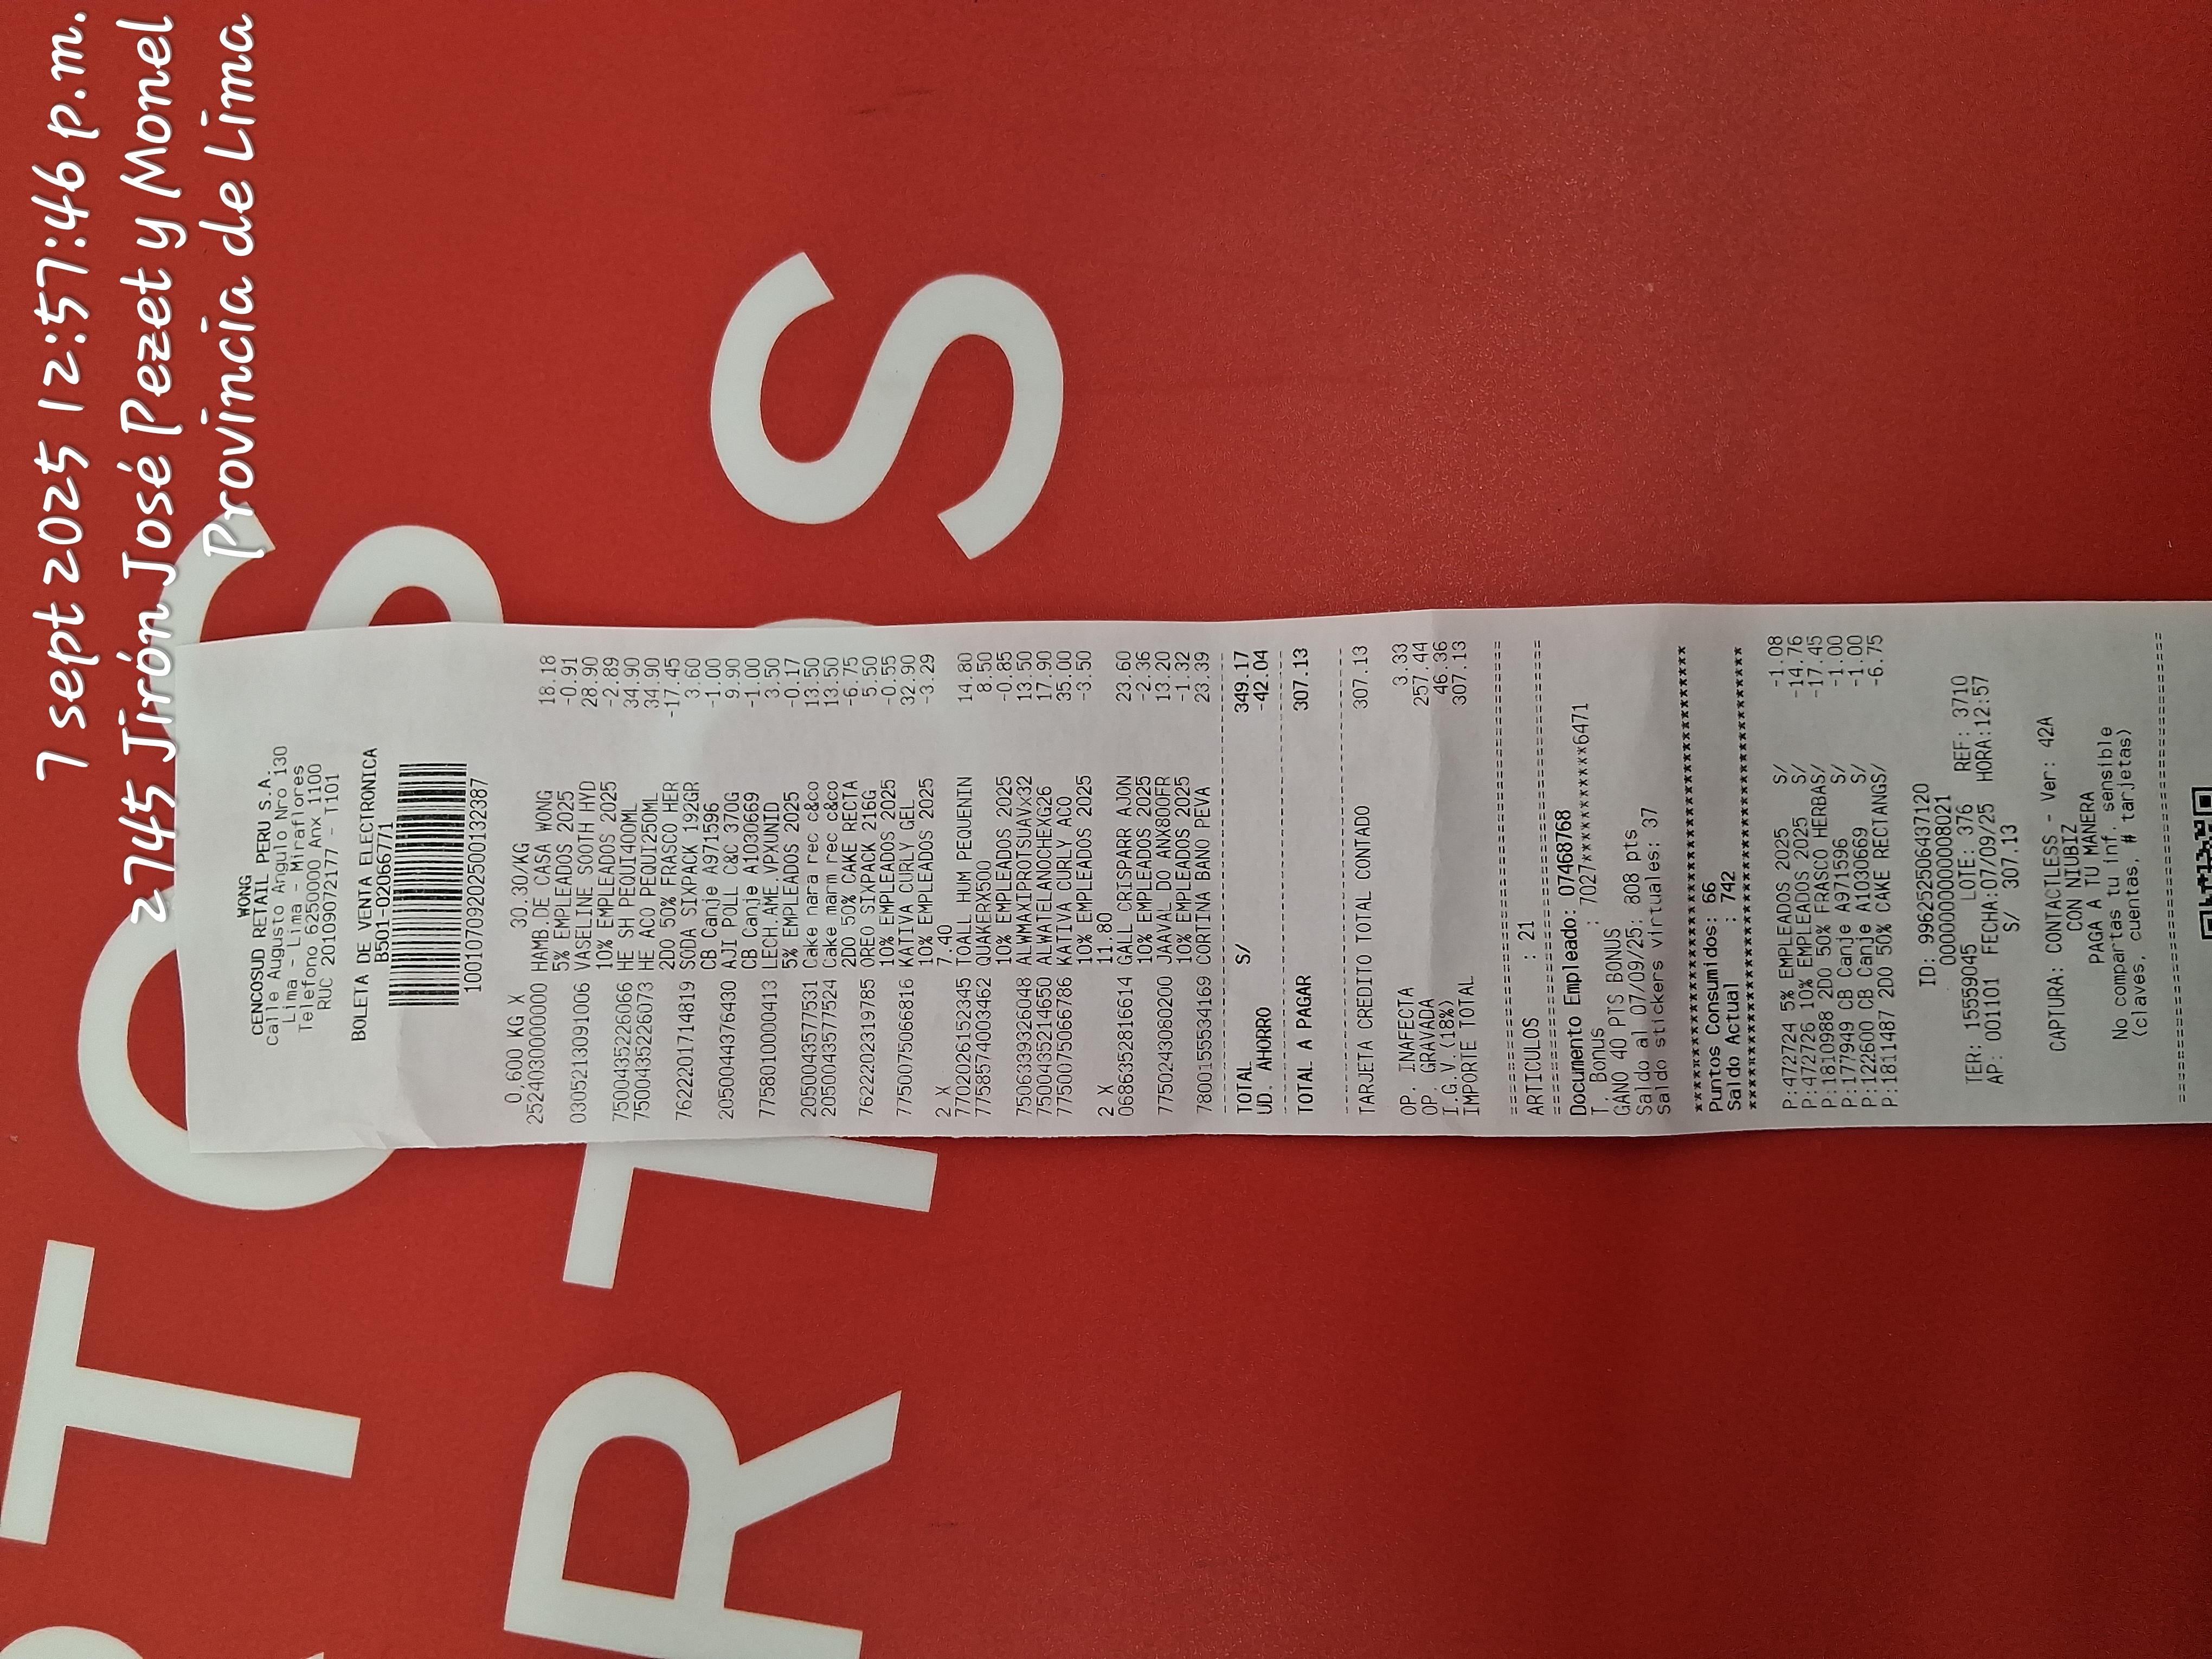 7 sept 2025 12:57:46 p.m.
2745 Jirón José Pezet y Monel
Provincia de Lima
WONG
CENCOSUD RETAIL PERU S.A.
Calle Augusto Angulo Nro 130
Lima - Lima - Miraflores
Telefono 6250000 Anx 1100
RUC 20109072177 - T101
BOLETA DE VENTA ELECTRONICA
B501-02066771
10010709202500132387
0,600 KG X 30.30/KG
2524030000000 HAMB.DE CASA WONG 18.18
5% EMPLEADOS 2025 -0.91
0305213091006 VASELINE SOOTH HYD 28.90
10% EMPLEADOS 2025 -2.89
7500435226066 HE SH PEQUI400ML 34.90
7500435226073 HE ACO PEQUI250ML 34.90
2DO 50% FRASCO HER -17.45
7622201714819 SODA SIXPACK 192GR 3.60
CB Canje A971596 -1.00
2050044376430 AJI POLL C&C 370G 9.90
CB Canje A1030669 -1.00
7758010000413 LECH.AME.VPXUNID 3.50
5% EMPLEADOS 2025 -0.17
2050043577531 Cake nara rec c&co 13.50
2050043577524 Cake marm rec c&co 13.50
2DO 50% CAKE RECTA -6.75
7622202319785 OREO SIXPACK 216G 5.50
10% EMPLEADOS 2025 -0.55
7750075066816 KATIVA CURLY GEL 32.90
10% EMPLEADOS 2025 -3.29
2 X 7.40
7702026152345 TOALL HUM PEQUENIN 14.80
7758574003462 QUAKERX500 8.50
10% EMPLEADOS 2025 -0.85
7506339326048 ALWMAXIPROTSUAVx32 13.50
7500435214650 ALWATELANOCHEXG26 17.90
7750075066786 KATIVA CURLY ACO 35.00
10% EMPLEADOS 2025 -3.50
2 X 11.80
0686352816614 GALL CRISPARR AJON 23.60
10% EMPLEADOS 2025 -2.36
7750243080200 JAAVAL DO ANX800FR 13.20
10% EMPLEADOS 2025 -1.32
7800155534169 CORTINA BANO PEVA 23.39
TOTAL S/ 349.17
UD. AHORRO -42.04
TOTAL A PAGAR 307.13
TARJETA CREDITO TOTAL CONTADO 307.13
OP. INAFECTA 3.33
OP. GRAVADA 257.44
I.G.V.(18%) 46.36
IMPORTE TOTAL 307.13
ARTICULOS : 21
Documento Empleado: 07468768
T. Bonus : 7027***********6471
GANO 40 PTS BONUS
Saldo al 07/09/25: 808 pts
Saldo stickers virtuales: 37
Puntos Consumidos: 66
Saldo Actual : 742
P:472724 5% EMPLEADOS 2025 S/ -1.08
P:472726 10% EMPLEADOS 2025 S/ -14.76
P:1810988 2DO 50% FRASCO HERBAS/ -17.45
P:177949 CB Canje A971596 S/ -1.00
P:122600 CB Canje A1030669 S/ -1.00
P:1811487 2DO 50% CAKE RECTANGS/ -6.75
ID: 996252506437120
0000000000008021
TER: 15559045 LOTE: 376 REF: 3710
AP: 001101 FECHA:07/09/25 HORA:12:57
S/ 307.13
CAPTURA: CONTACTLESS - Ver: 42A
CON NIUBIZ
PAGA A TU MANERA
No compartas tu inf. sensible
(claves, cuentas, # tarjetas)